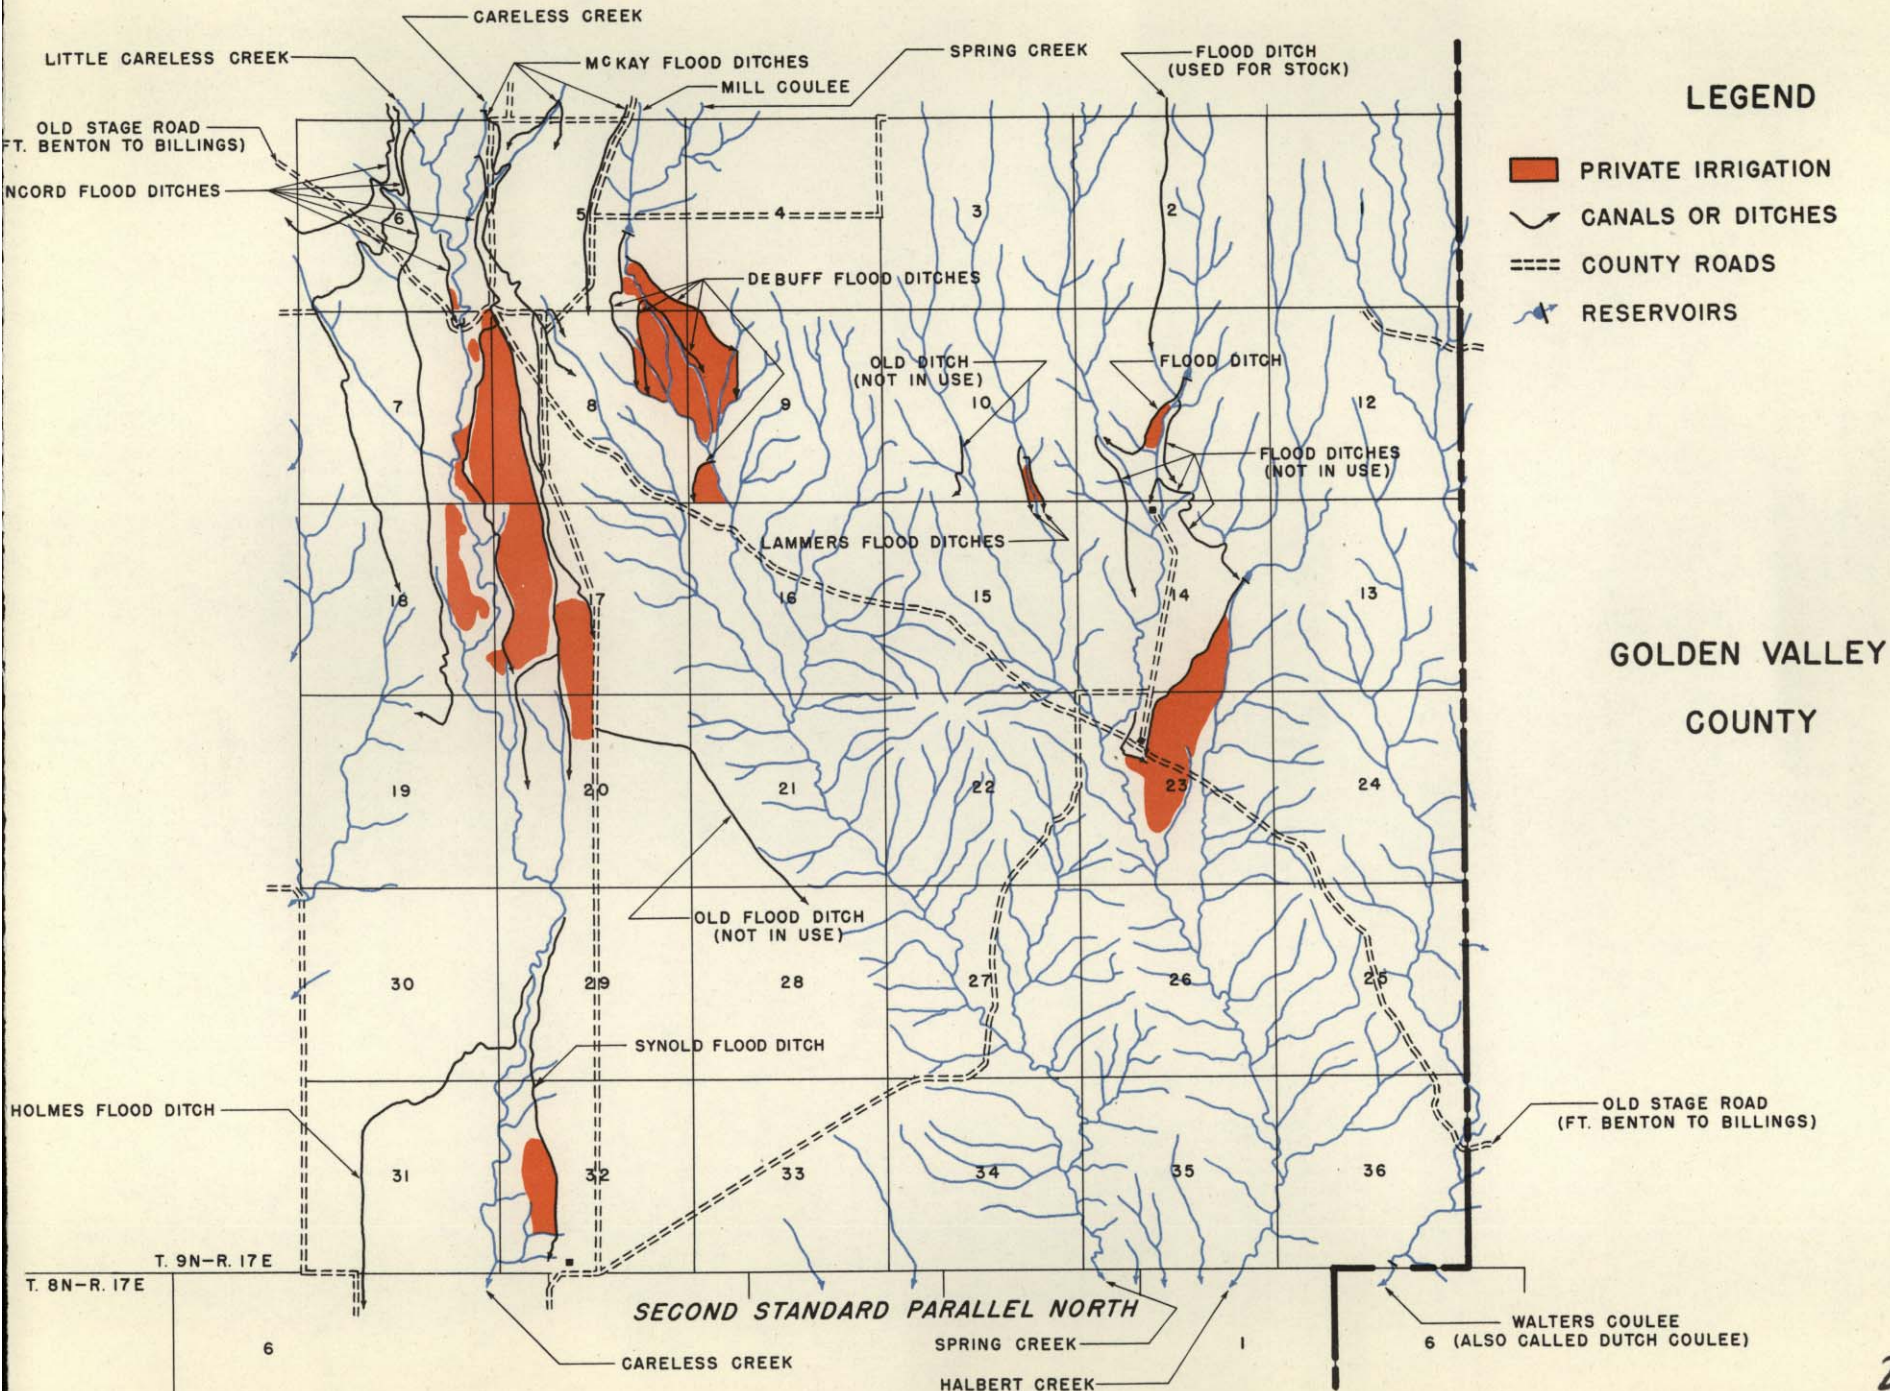 CARELESS CREEK
LITTLE CARELESS CREEK
MCKAY FLOOD DITCHES
SPRING CREEK
FLOOD DITCH
(USED FOR STOCK)
MILL COULEE
OLD STAGE ROAD
FT. BENTON TO BILLINGS)
NCORD FLOOD DITCHES
LEGEND
PRIVATE IRRIGATION
CANALS OR DITCHES
COUNTY ROADS
RESERVOIRS
6
5
4
3
2
1
DEBUFF FLOOD DITCHES
OLD DITCH
(NOT IN USE)
FLOOD DITCH
7
8
9
10
12
FLOOD DITCHES
(NOT IN USE)
LAMMERS FLOOD DITCHES
18
17
16
15
14
13
GOLDEN VALLEY
COUNTY
19
20
21
22
23
24
OLD FLOOD DITCH
(NOT IN USE)
30
29
28
27
26
25
SYNOLD FLOOD DITCH
HOLMES FLOOD DITCH
OLD STAGE ROAD
(FT. BENTON TO BILLINGS)
31
32
33
34
35
36
T. 9N-R. 17E
T. 8N-R. 17E
SECOND STANDARD PARALLEL NORTH
6
SPRING CREEK
1
WALTERS COULEE
6 (ALSO CALLED DUTCH COULEE)
CARELESS CREEK
HALBERT CREEK